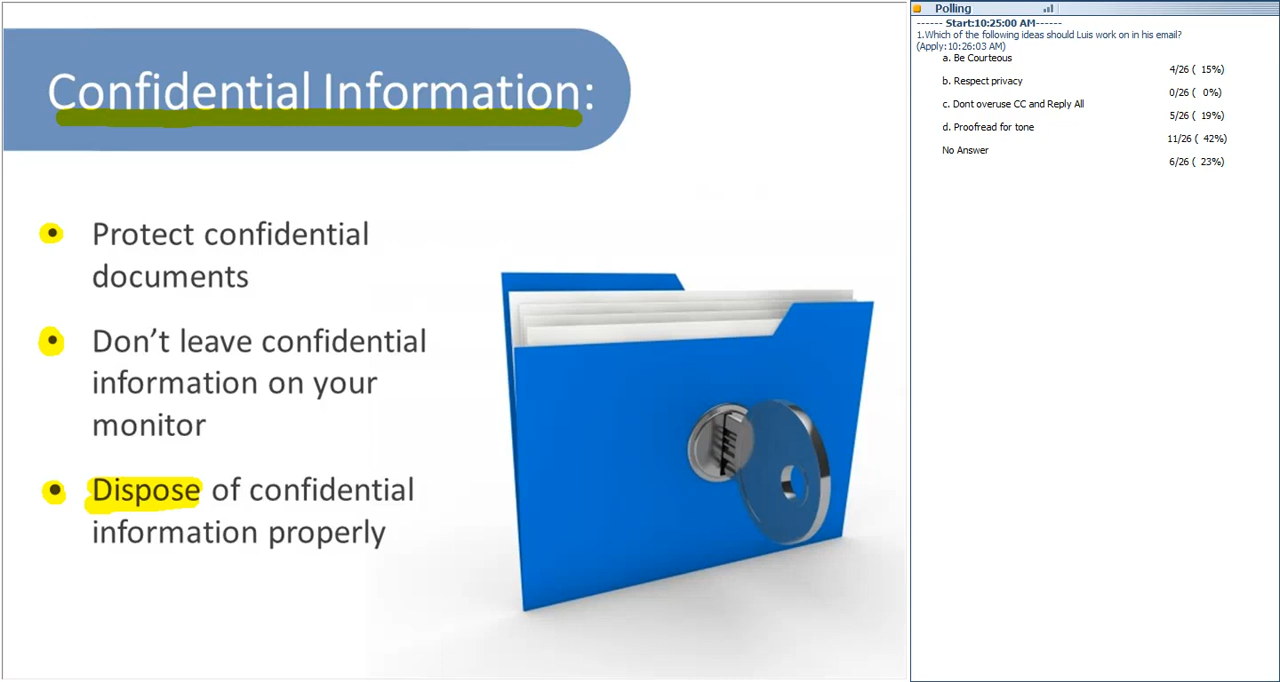 Confidential Information:
• Protect confidential
documents
• Don’t leave confidential
information on your
monitor
• Dispose of confidential
information properly
Polling
------ Start:10:25:00 AM------
1.Which of the following ideas should Luis work on in his email?
(Apply:10:26:03 AM)
a. Be Courteous
4/26 ( 15%)
b. Respect privacy
0/26 ( 0%)
c. Dont overuse CC and Reply All
5/26 ( 19%)
d. Proofread for tone
11/26 ( 42%)
No Answer
6/26 ( 23%)